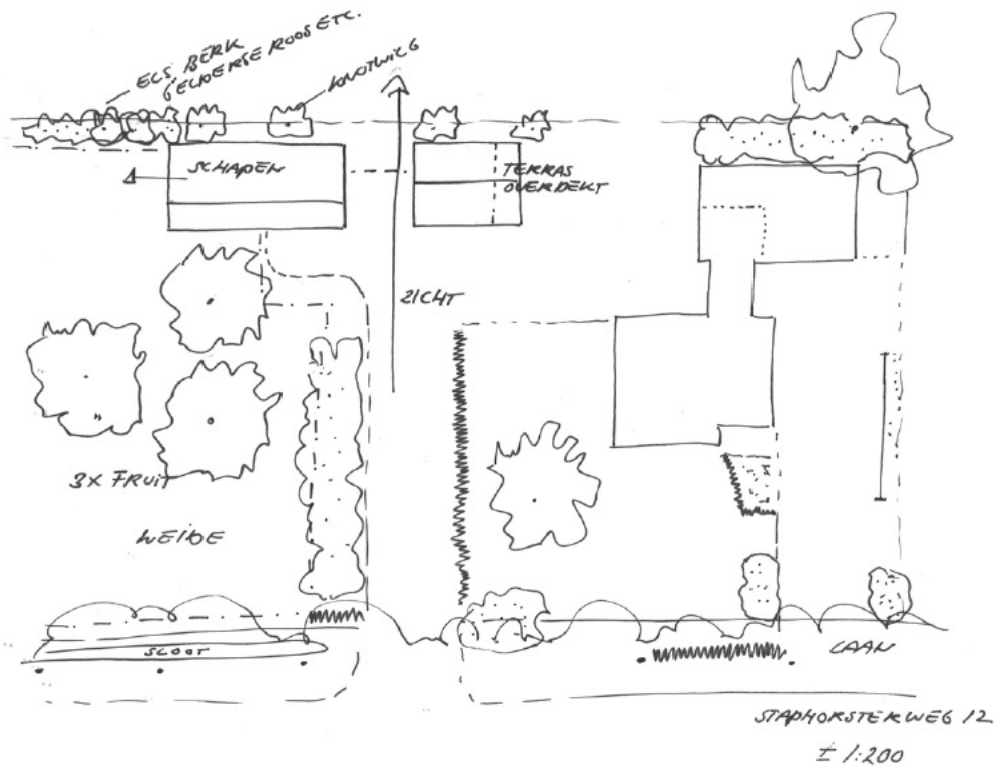 ELS, BERK
GELDERSE ROOS ETC.
KNOTWILG
SCHAPEN
TERRAS
OVERDEKT
ZICHT
3X FRUIT
WEIDE
SLOOT
LAAN
STAPHORSTERWEG 12
± 1:200